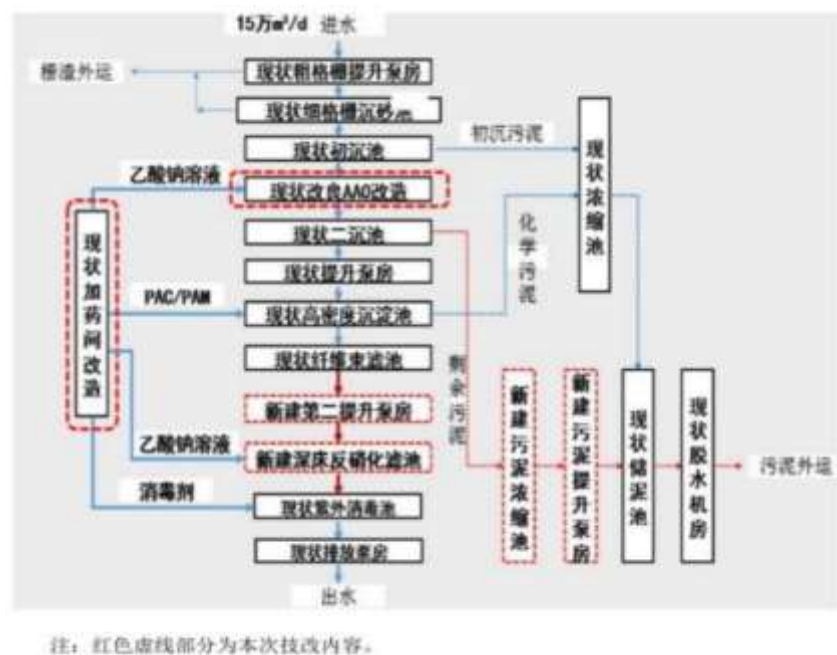 15万m³/d 进水
栅渣外运
现状粗格栅提升泵房
现状细格栅沉砂池
初沉污泥
现状初沉池
乙酸钠溶液
现状改良AAO改造
现状浓缩池
现状二沉池
化学污泥
现状提升泵房
现状加药间改造
PAC/PAM
现状高密度沉淀池
现状纤维束滤池
剩余污泥
新建第二提升泵房
新建污泥浓缩池
新建污泥提升泵房
现状储泥池
现状脱水机房
污泥外运
乙酸钠溶液
新建深床反硝化滤池
消毒剂
现状紫外消毒池
现状排放泵房
出水
注：红色虚线部分为本次技改内容。